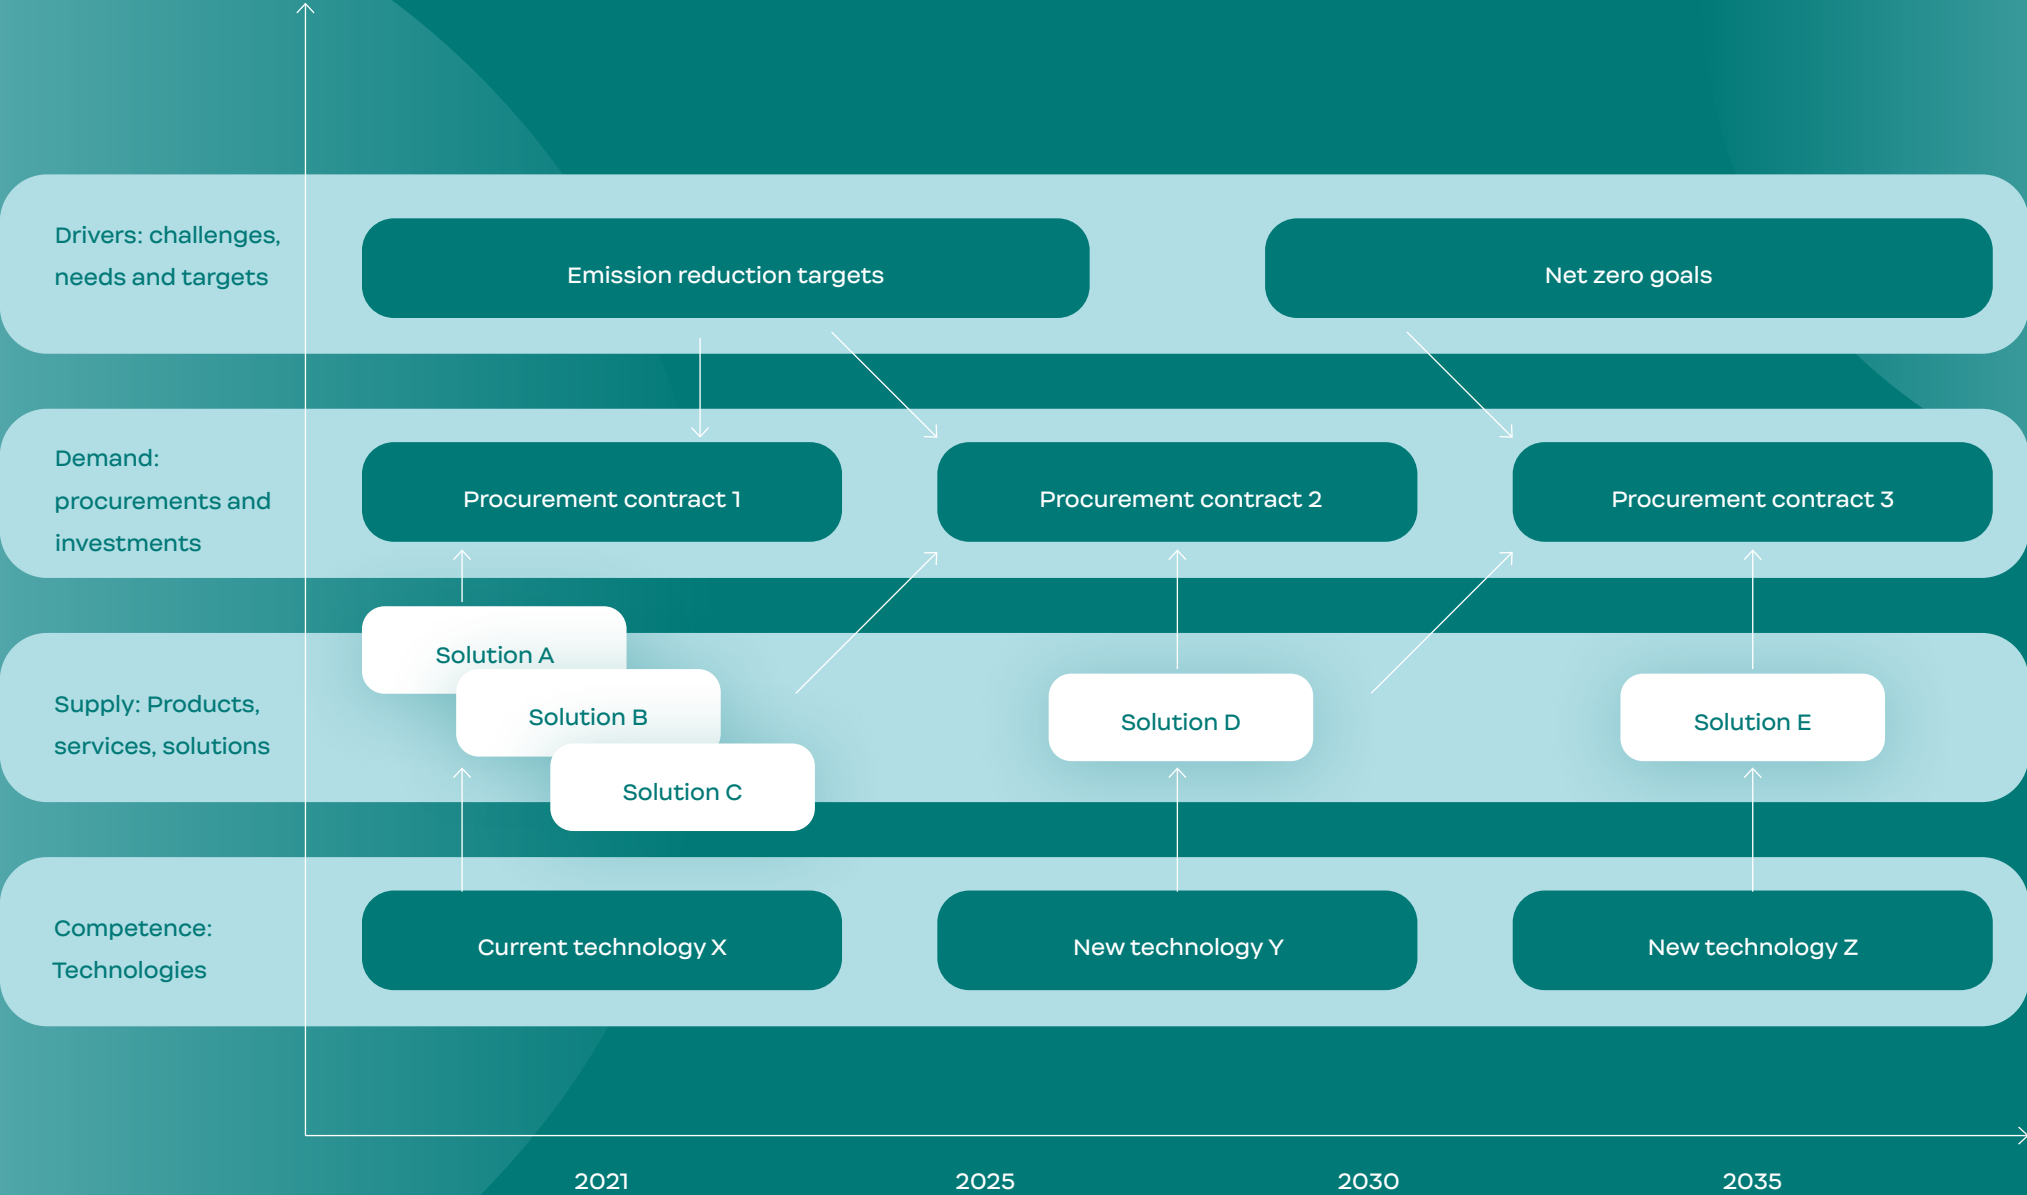 Drivers: challenges,
needs and targets
Emission reduction targets
Net zero goals
Demand:
procurements and
investments
Procurement contract 1
Procurement contract 2
Procurement contract 3
Supply: Products,
services, solutions
Solution A
Solution B
Solution C
Solution D
Solution E
Competence:
Technologies
Current technology X
New technology Y
New technology Z
2021
2025
2030
2035